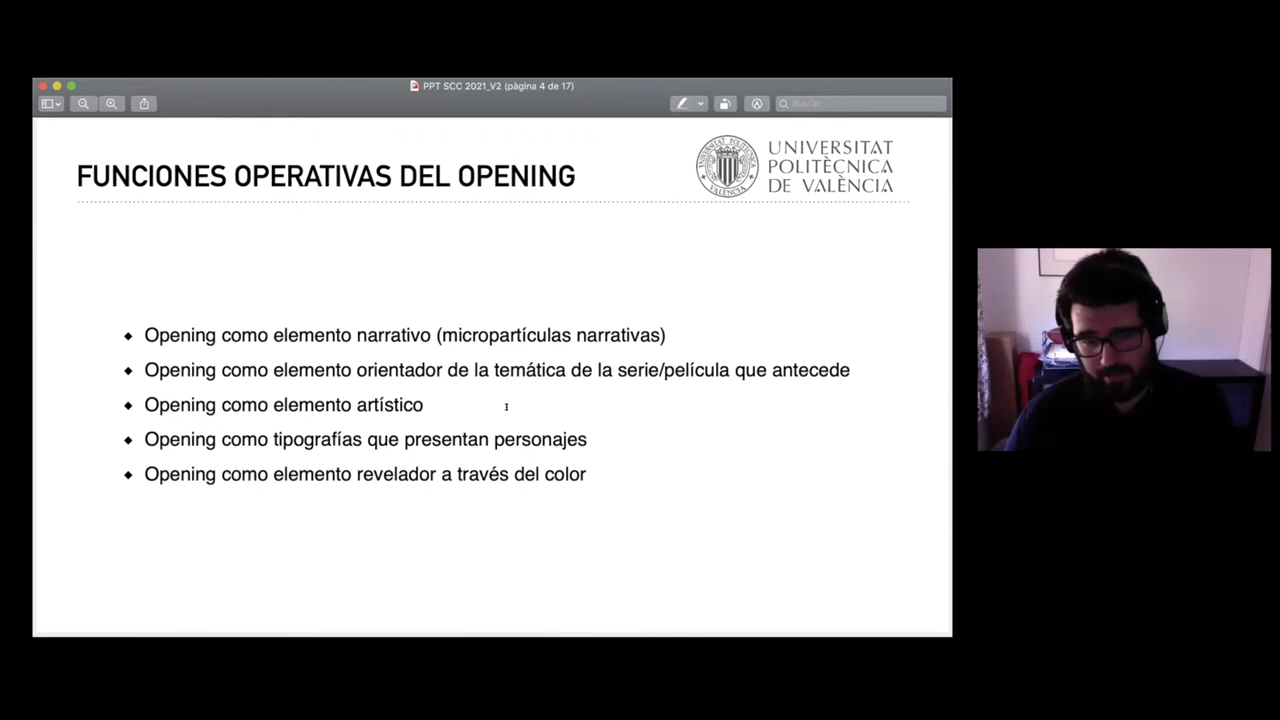 PPT SCC 2021_V2 (página 4 de 17)
Buscar
FUNCIONES OPERATIVAS DEL OPENING
UNIVERSITAT
POLITÈCNICA
DE VALÈNCIA
Opening como elemento narrativo (micropartículas narrativas)
Opening como elemento orientador de la temática de la serie/película que antecede
Opening como elemento artístico
Opening como tipografías que presentan personajes
Opening como elemento revelador a través del color